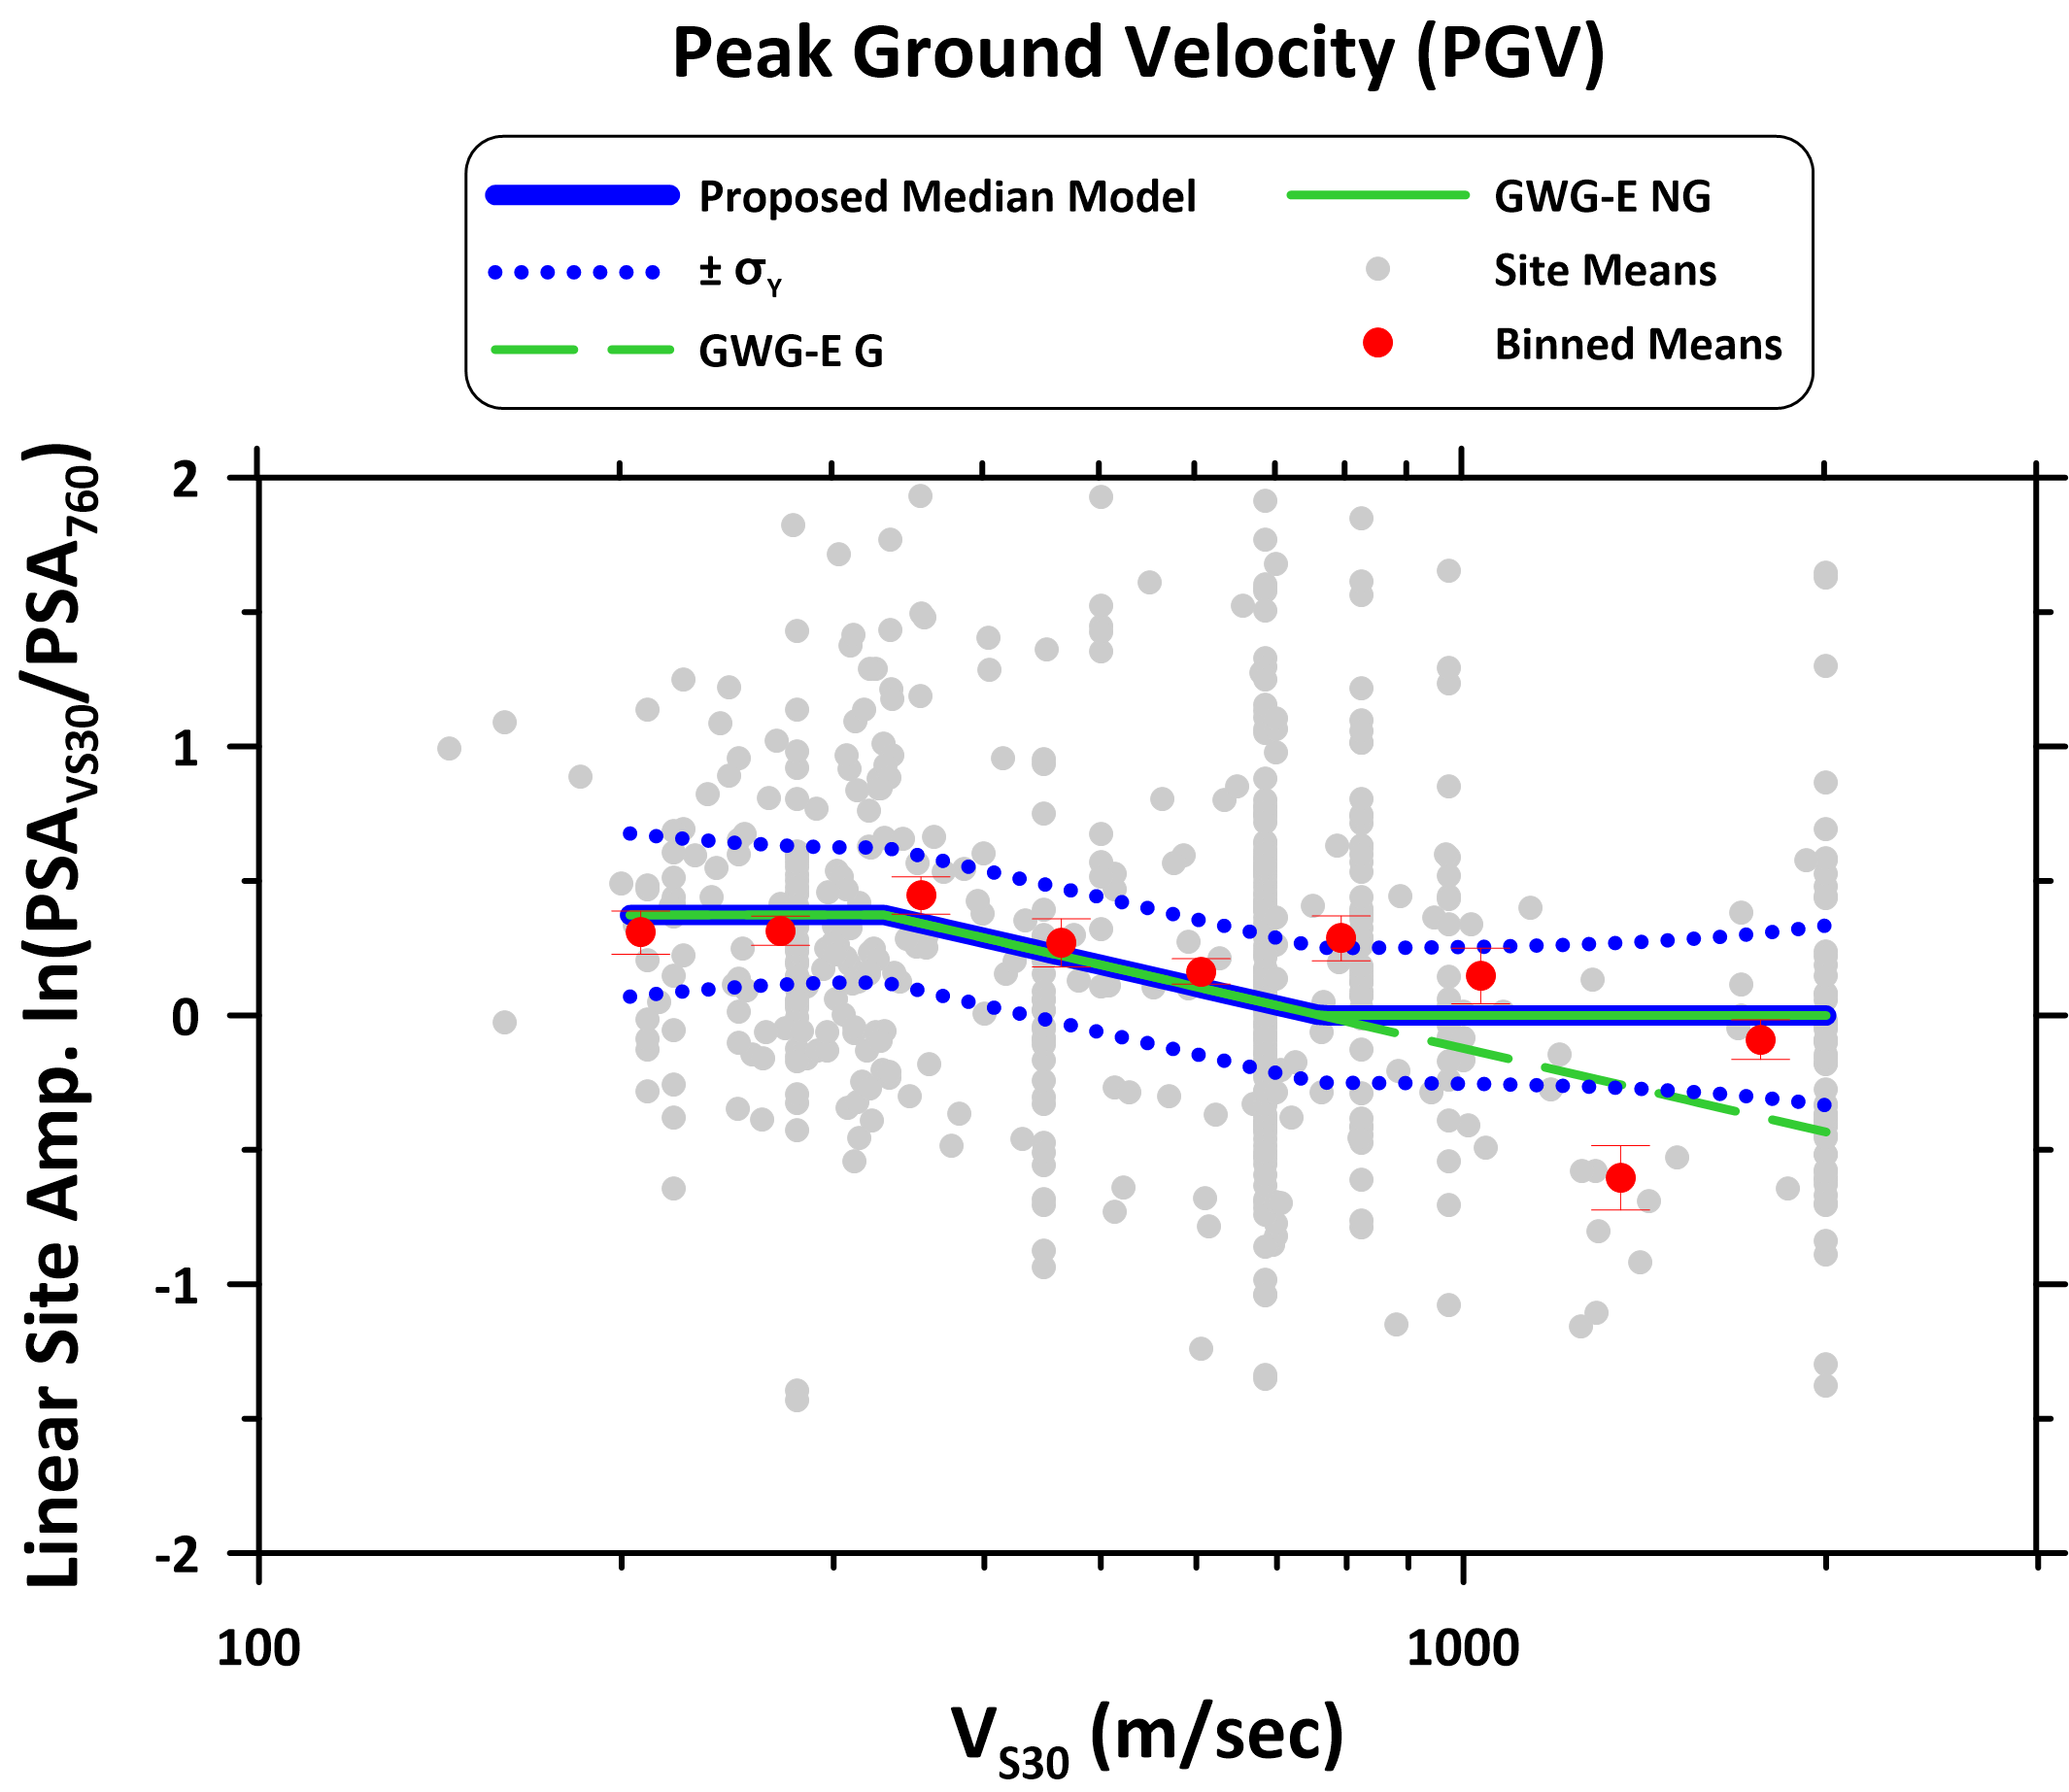 Peak Ground Velocity (PGV)
Proposed Median Model
± σY
GWG-E G
GWG-E NG
Site Means
Binned Means
Linear Site Amp. ln(PSAVS30/PSA760)
2
1
0
-1
-2
100
1000
VS30 (m/sec)